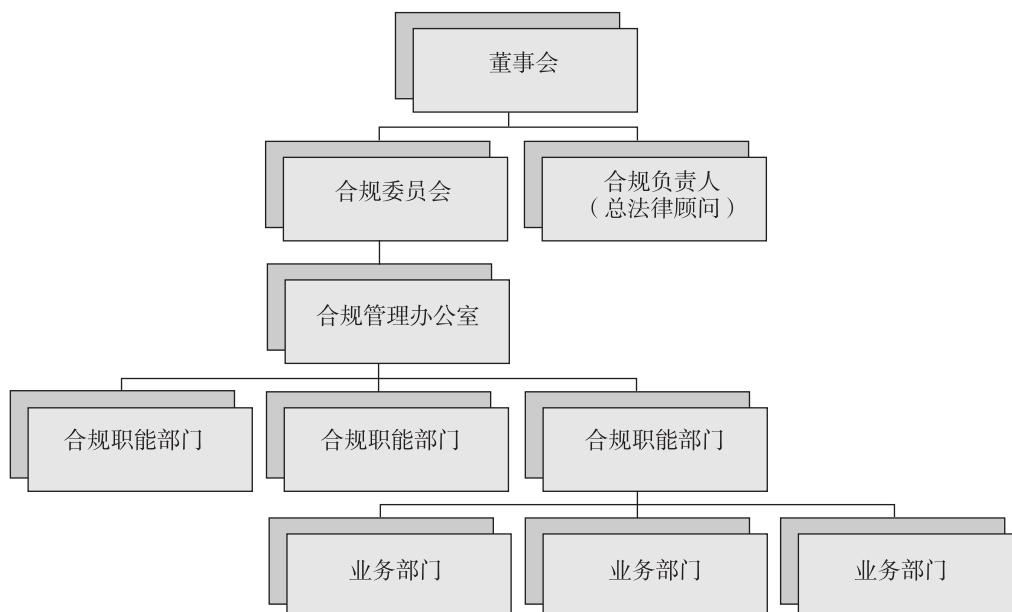 董事会
合规委员会
合规负责人
（总法律顾问）
合规管理办公室
合规职能部门
合规职能部门
合规职能部门
业务部门
业务部门
业务部门